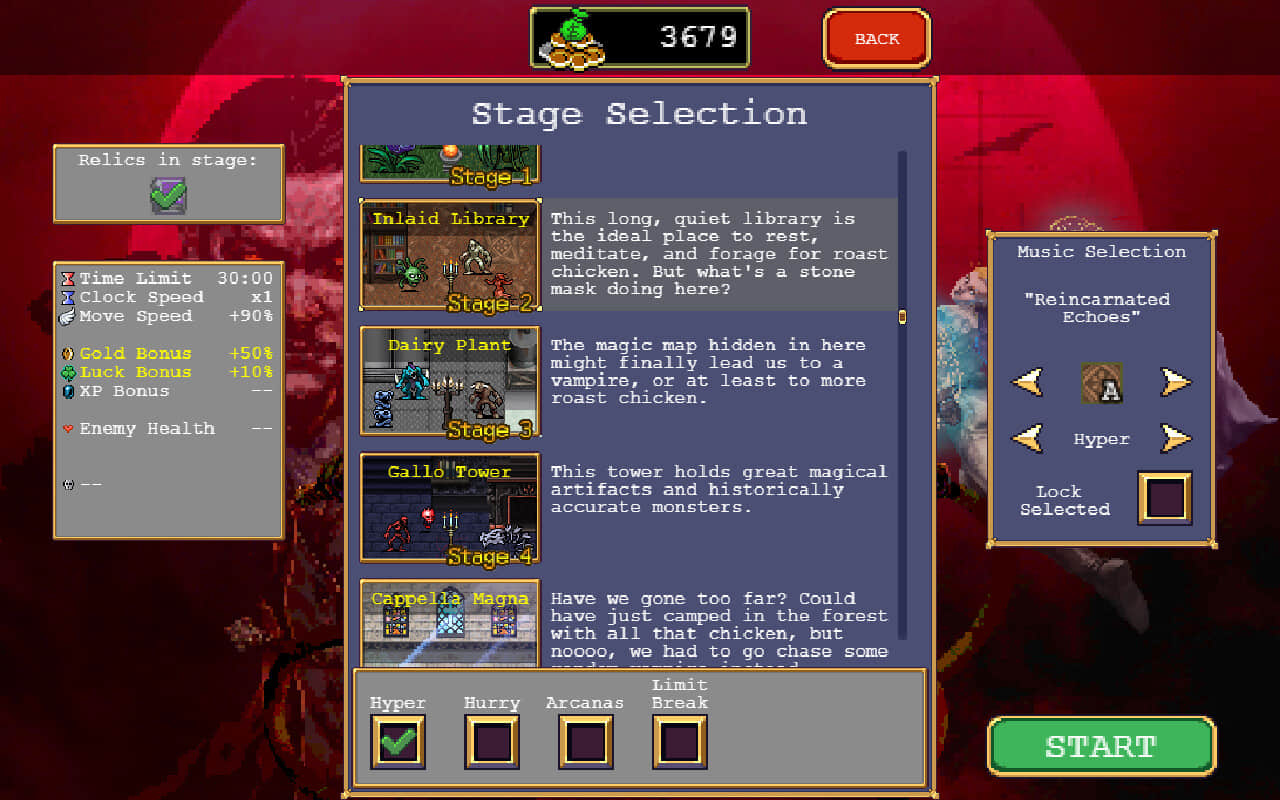 3679
BACK
Stage Selection
Relics in stage:
Time Limit 30:00
Clock Speed x1
Move Speed +90%
Gold Bonus +50%
Luck Bonus +10%
XP Bonus --
Enemy Health --
--
Stage 1
Inlaid Library
Stage 2
This long, quiet library is
the ideal place to rest,
meditate, and forage for roast
chicken. But what's a stone
mask doing here?
Dairy Plant
Stage 3
The magic map hidden in here
might finally lead us to a
vampire, or at least to more
roast chicken.
Gallo Tower
Stage 4
This tower holds great magical
artifacts and historically
accurate monsters.
Cappella Magna
Have we gone too far? Could
have just camped in the forest
with all that chicken, but
noooo, we had to go chase some
random vampire instead.
Hyper
Hurry
Arcanas
Limit
Break
Music Selection
"Reincarnated
Echoes"
A
Hyper
Lock
Selected
START